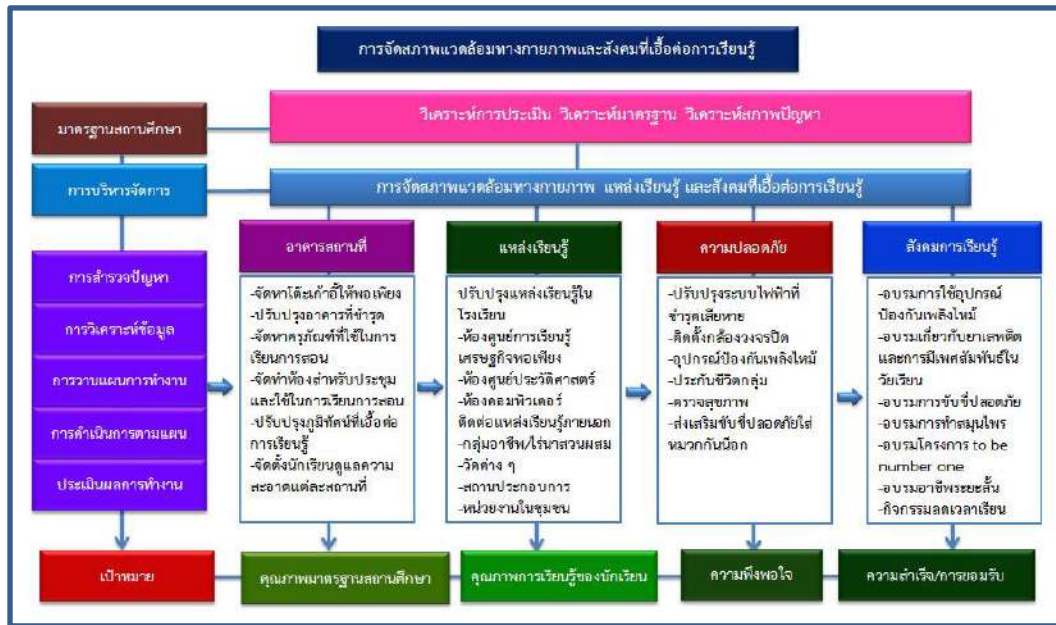 การจัดสภาพแวดล้อมทางกายภาพและสังคมที่เอื้อต่อการเรียนรู้
มาตรฐานสถานศึกษา
วิเคราะห์การประเมิน วิเคราะห์มาตรฐาน วิเคราะห์สภาพปัญหา
การบริหารจัดการ
การจัดสภาพแวดล้อมทางกายภาพ แหล่งเรียนรู้ และสังคมที่เอื้อต่อการเรียนรู้
การสำรวจปัญหา
การวิเคราะห์ข้อมูล
การวางแผนการทำงาน
การดำเนินการตามแผน
ประเมินผลการทำงาน
อาคารสถานที่
-จัดหาโต๊ะเก้าอี้ให้พอเพียง
-ปรับปรุงอาคารที่ชำรุด
-จัดหาครุภัณฑ์ที่ใช้ในการ
เรียนการสอน
-จัดทำห้องสำหรับประชุม
และใช้ในการเรียนการสอน
-ปรับปรุงภูมิทัศน์ที่เอื้อต่อ
การเรียนรู้
-จัดตั้งนักเรียนดูแลความ
สะอาดแต่ละสถานที่
แหล่งเรียนรู้
ปรับปรุงแหล่งเรียนรู้ใน
โรงเรียน
-ห้องศูนย์การเรียนรู้
เศรษฐกิจพอเพียง
-ห้องศูนย์ประวัติศาสตร์
-ห้องคอมพิวเตอร์
ติดต่อแหล่งเรียนรู้ภายนอก
-กลุ่มอาชีพ/ไร่นาสวนผสม
-วัดต่าง ๆ
-สถานประกอบการ
-หน่วยงานในชุมชน
ความปลอดภัย
-ปรับปรุงระบบไฟฟ้าที่
ชำรุดเสียหาย
-ติดตั้งกล้องวงจรปิด
-อุปกรณ์ป้องกันเพลิงไหม้
-ประกันชีวิตกลุ่ม
-ตรวจสุขภาพ
-ส่งเสริมขับขี่ปลอดภัยใส่
หมวกกันน็อก
สังคมการเรียนรู้
-อบรมการใช้อุปกรณ์
ป้องกันเพลิงไหม้
-อบรมเกี่ยวกับยาเสพติด
และการมีเพศสัมพันธ์ใน
วัยเรียน
-อบรมการขับขี่ปลอดภัย
-อบรมการทำสมุนไพร
-อบรมโครงการ to be
number one
-อบรมอาชีพระยะสั้น
-กิจกรรมลดเวลาเรียน
เป้าหมาย
คุณภาพมาตรฐานสถานศึกษา
คุณภาพการเรียนรู้ของนักเรียน
ความพึงพอใจ
ความสำเร็จ/การยอมรับ